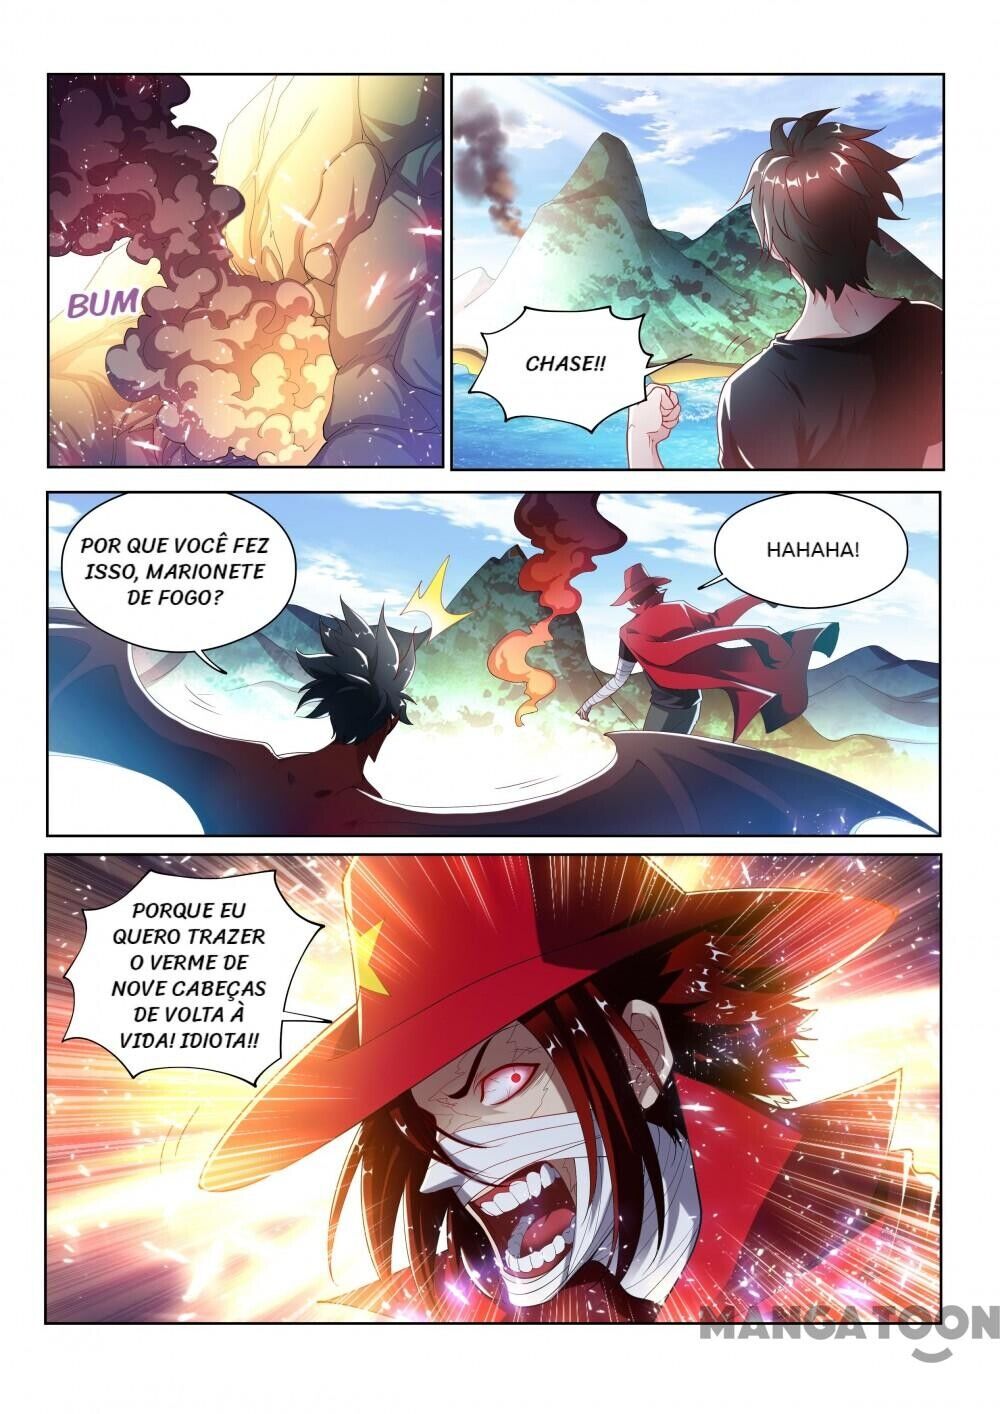 BUM
CHASE!!
POR QUE VOCÊ FEZ
ISSO, MARIONETE
DE FOGO?
HAHAHA!
PORQUE EU
QUERO TRAZER
O VERME DE
NOVE CABEÇAS
DE VOLTA À
VIDA! IDIOTA!!
MANGATOON